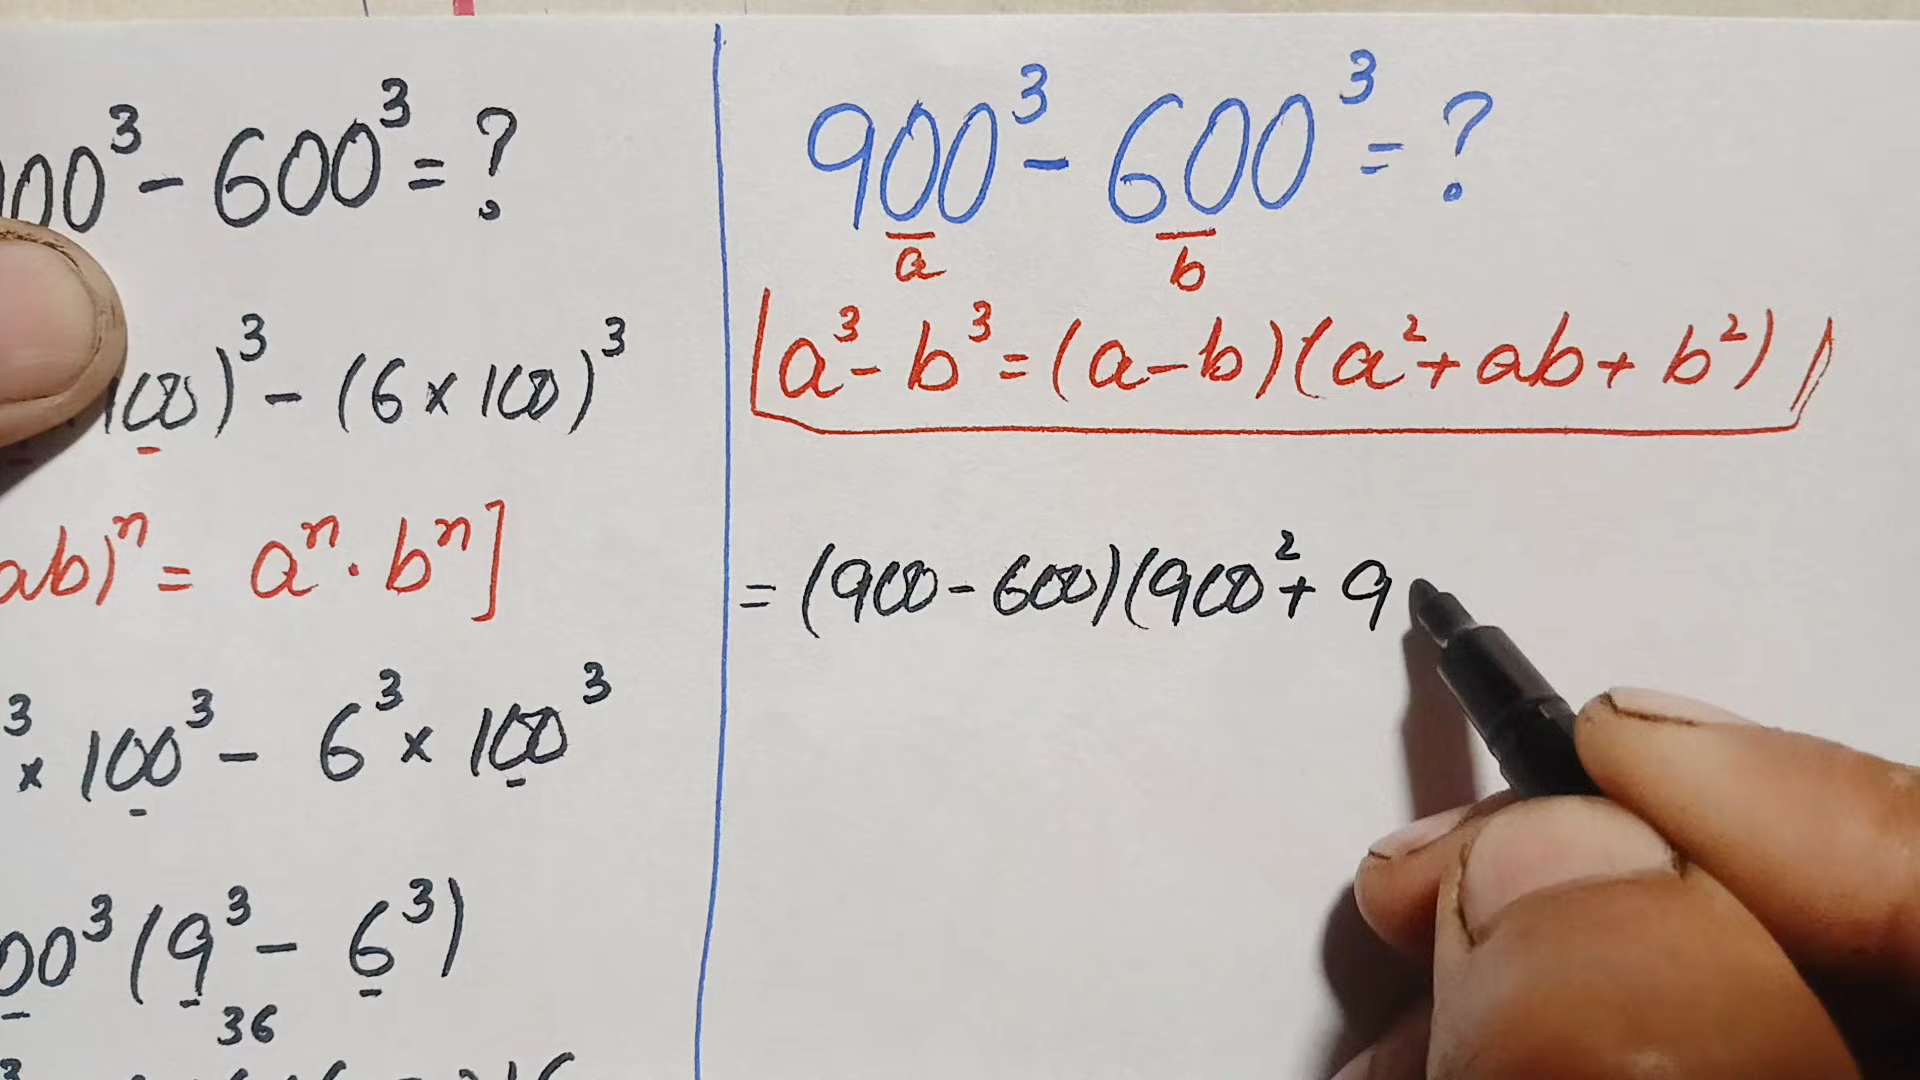 00³ - 600³ = ?
100)³ - (6 × 100)³
ab)ⁿ = aⁿ · bⁿ]
³ × 100³ - 6³ × 100³
00³ (9³ - 6³)
36
900³ - 600³ = ?
a b
a³ - b³ = (a - b)(a² + ab + b²)
= (900 - 600)(900² + 9